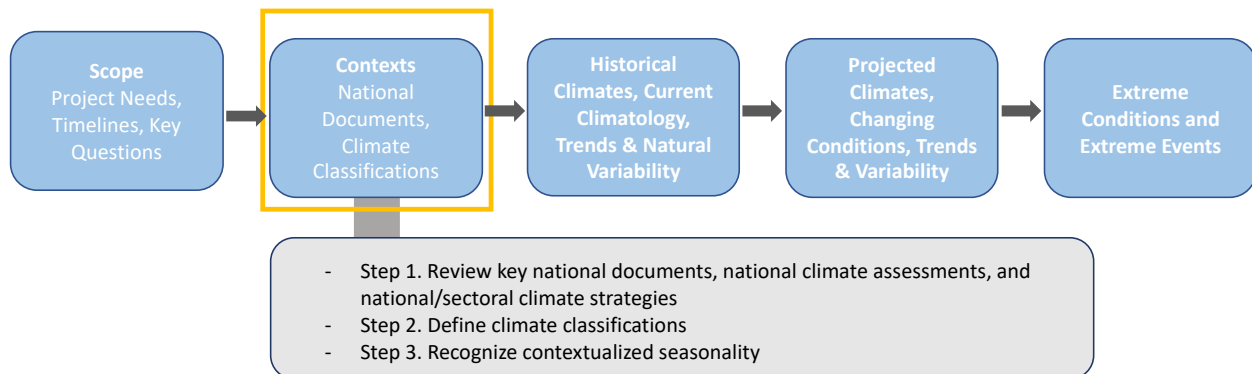 Scope
Project Needs,
Timelines, Key
Questions
Contexts
National
Documents,
Climate
Classifications
Historical
Climates, Current
Climatology,
Trends & Natural
Variability
Projected
Climates,
Changing
Conditions, Trends
& Variability
Extreme
Conditions and
Extreme Events
- Step 1. Review key national documents, national climate assessments, and
national/sectoral climate strategies
- Step 2. Define climate classifications
- Step 3. Recognize contextualized seasonality